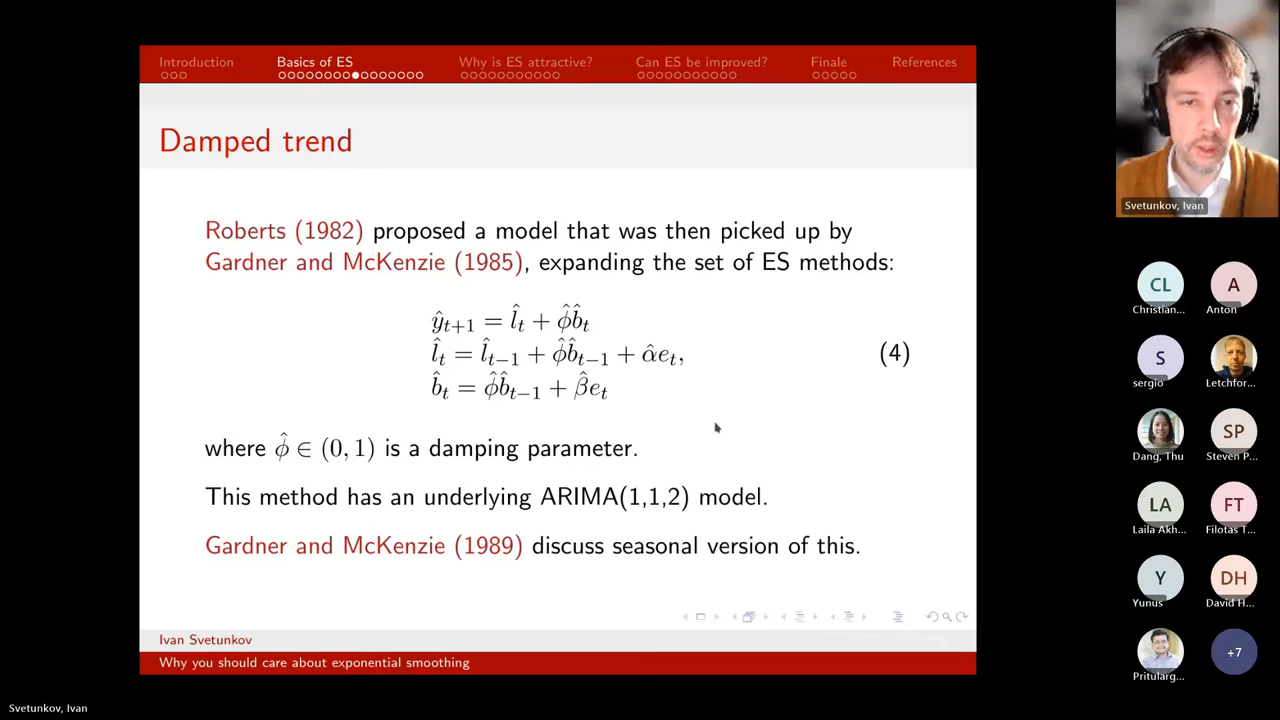 Introduction Basics of ES Why is ES attractive? Can ES be improved? Finale References
Damped trend
Roberts (1982) proposed a model that was then picked up by
Gardner and McKenzie (1985), expanding the set of ES methods:
ŷ_{t+1} = l̂_t + φ̂b̂_t
l̂_t = l̂_{t−1} + φ̂b̂_{t−1} + α̂e_t, (4)
b̂_t = φ̂b̂_{t−1} + β̂e_t
where φ̂ ∈ (0, 1) is a damping parameter.
This method has an underlying ARIMA(1,1,2) model.
Gardner and McKenzie (1989) discuss seasonal version of this.
Ivan Svetunkov
Why you should care about exponential smoothing
Svetunkov, Ivan
CL A
Christian... Anton
S
sergio Letchfor...
SP
Dang, Thu Steven P...
LA FT
Laila Akh... Filotas T...
Y DH
Yunus David H...
+7
Pritularg...
Svetunkov, Ivan